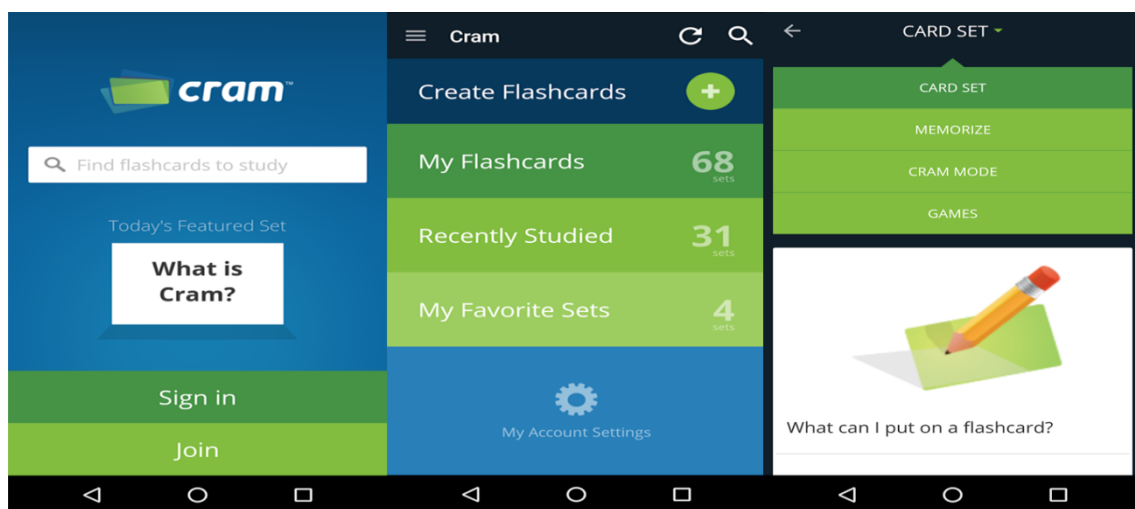 cram™
Find flashcards to study
Today's Featured Set
What is
Cram?
Sign in
Join
Cram
Create Flashcards
My Flashcards 68
sets
Recently Studied 31
sets
My Favorite Sets 4
sets
My Account Settings
CARD SET
CARD SET
MEMORIZE
CRAM MODE
GAMES
What can I put on a flashcard?